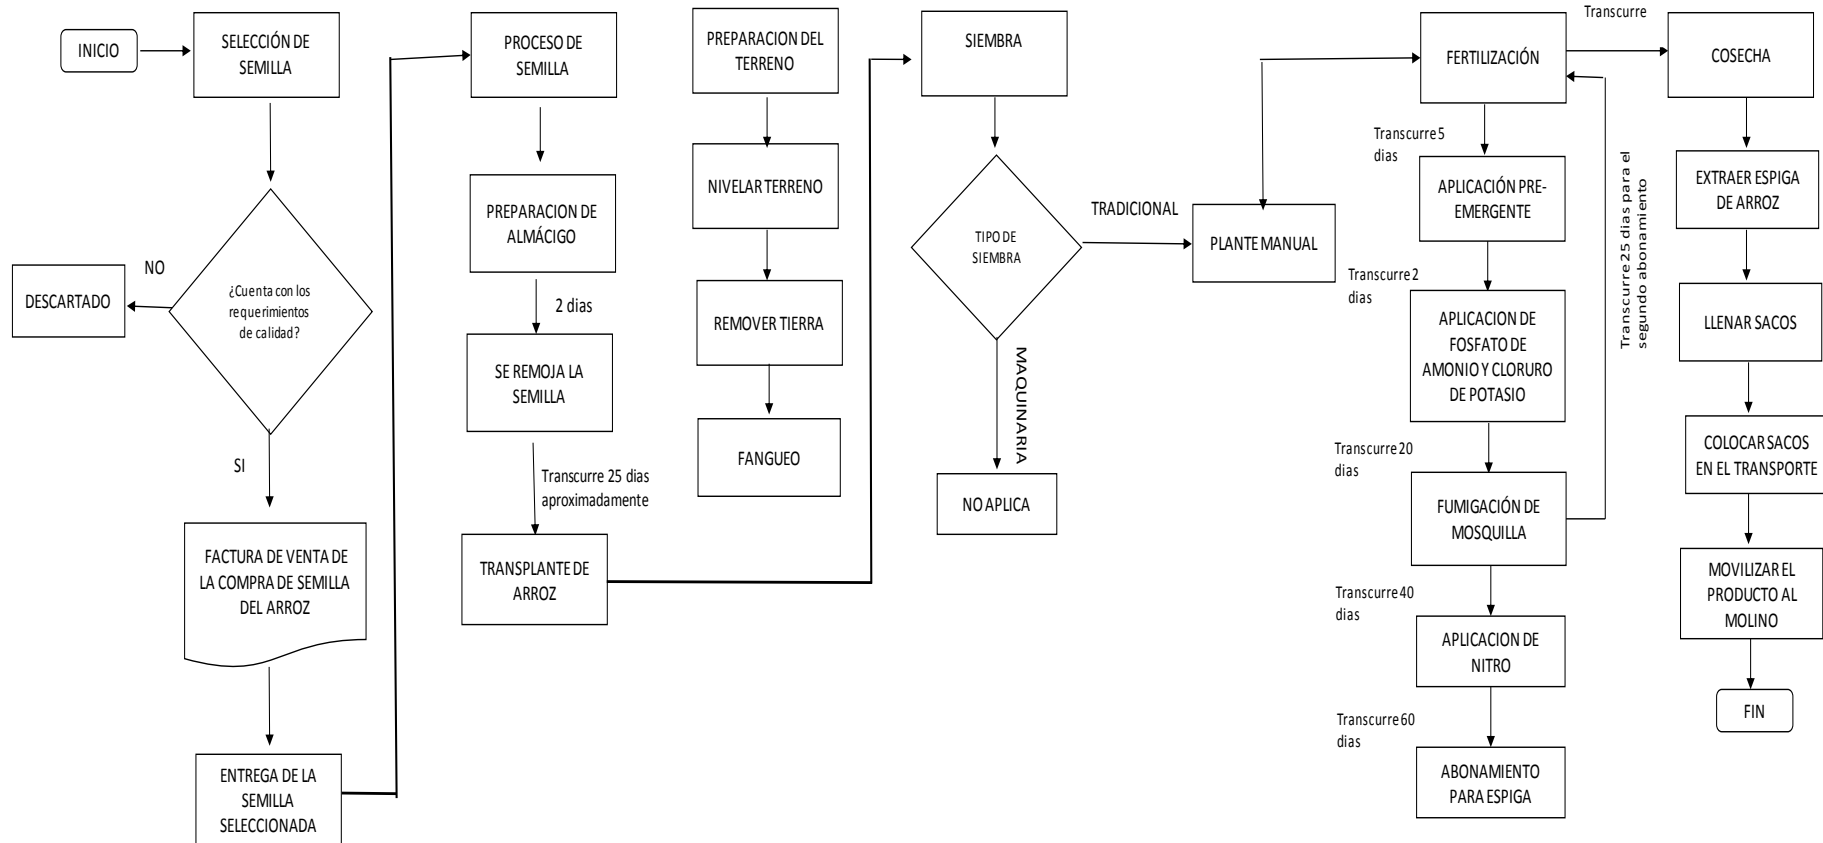 INICIO
SELECCIÓN DE
SEMILLA
¿Cuenta con los
requerimientos
de calidad?
NO
DESCARTADO
SI
FACTURA DE VENTA DE
LA COMPRA DE SEMILLA
DEL ARROZ
ENTREGA DE LA
SEMILLA
SELECCIONADA
PROCESO DE
SEMILLA
PREPARACION DE
ALMÁCIGO
2 dias
SE REMOJA LA
SEMILLA
Transcurre 25 dias
aproximadamente
TRANSPLANTE DE
ARROZ
PREPARACION DEL
TERRENO
NIVELAR TERRENO
REMOVER TIERRA
FANGUEO
SIEMBRA
TIPO DE
SIEMBRA
TRADICIONAL
PLANTE MANUAL
MAQUINARIA
NO APLICA
FERTILIZACIÓN
Transcurre 5
dias
APLICACIÓN PRE-
EMERGENTE
Transcurre 2
dias
APLICACION DE
FOSFATO DE
AMONIO Y CLORURO
DE POTASIO
Transcurre 20
dias
FUMIGACIÓN DE
MOSQUILLA
Transcurre 25 dias para el
segundo abonamiento
Transcurre 40
dias
APLICACION DE
NITRO
Transcurre 60
dias
ABONAMIENTO
PARA ESPIGA
Transcurre
COSECHA
EXTRAER ESPIGA
DE ARROZ
LLENAR SACOS
COLOCAR SACOS
EN EL TRANSPORTE
MOVILIZAR EL
PRODUCTO AL
MOLINO
FIN